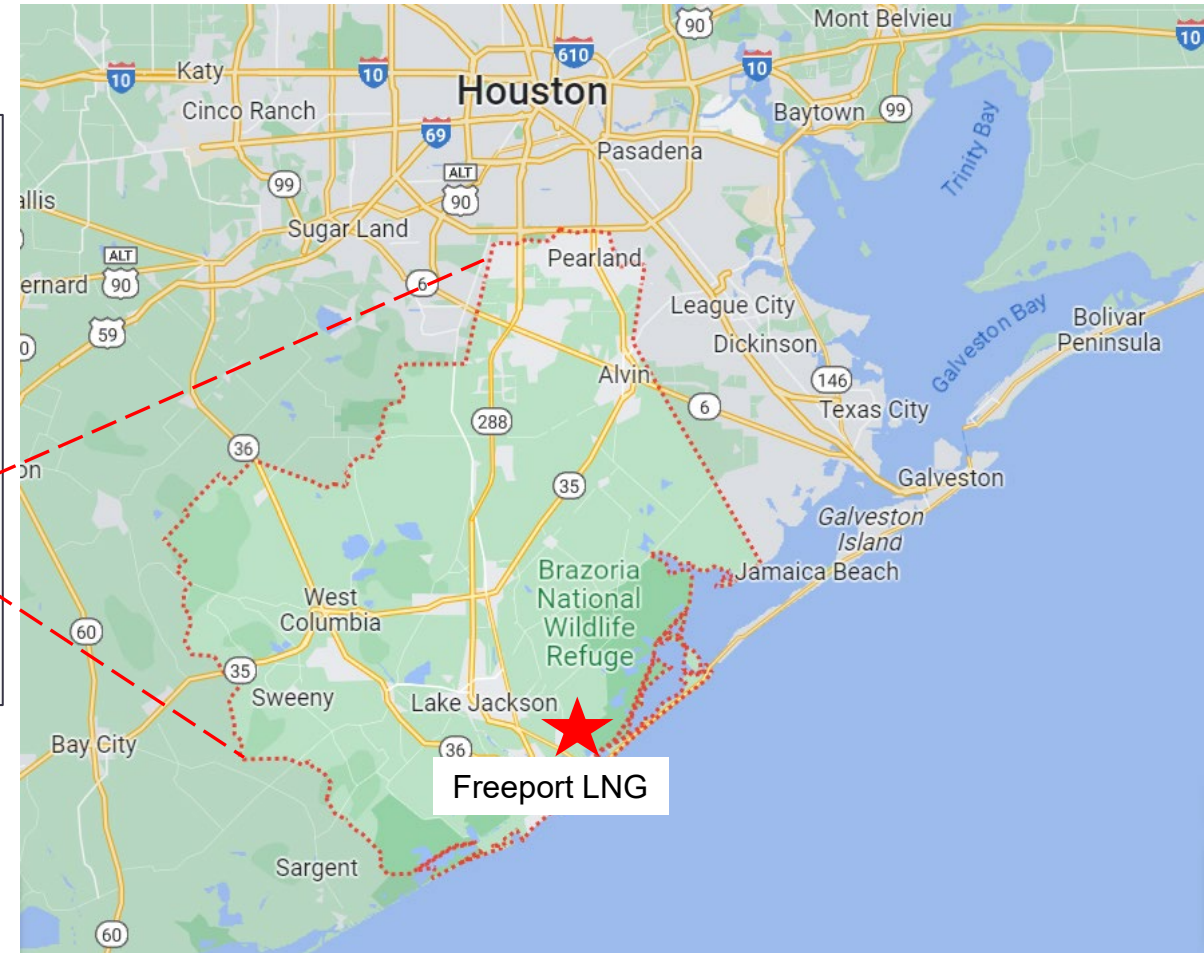 Mont Belvieu
90
10
610
Katy
10
10
10
Houston
Cinco Ranch
Baytown
99
69
Pasadena
ALT
90
Trinity Bay
99
Sugar Land
ALT
90
Pearland
6
League City
Galveston Bay
Bolivar
Peninsula
59
Dickinson
Alvin
146
6
Texas City
288
36
35
Galveston
Galveston
Island
Brazoria
National
Wildlife
Refuge
Jamaica Beach
West
Columbia
60
35
Sweeny
Lake Jackson
Bay City
36
Freeport LNG
Sargent
60